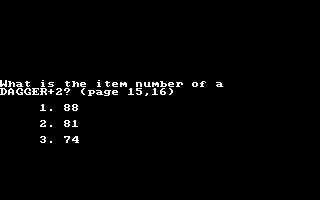 What is the item number of a
DAGGER+2? (page 15,16)
1. 88
2. 81
3. 74